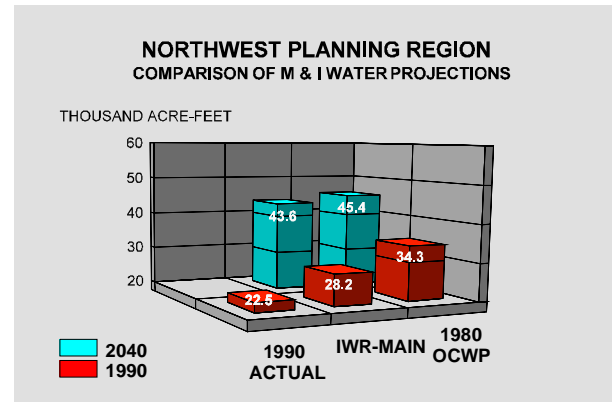 NORTHWEST PLANNING REGION
COMPARISON OF M & I WATER PROJECTIONS
THOUSAND ACRE-FEET
60
50
40
30
20
43.6
45.4
22.5
28.2
34.3
1990
ACTUAL
IWR-MAIN
1980
OCWP
2040
1990